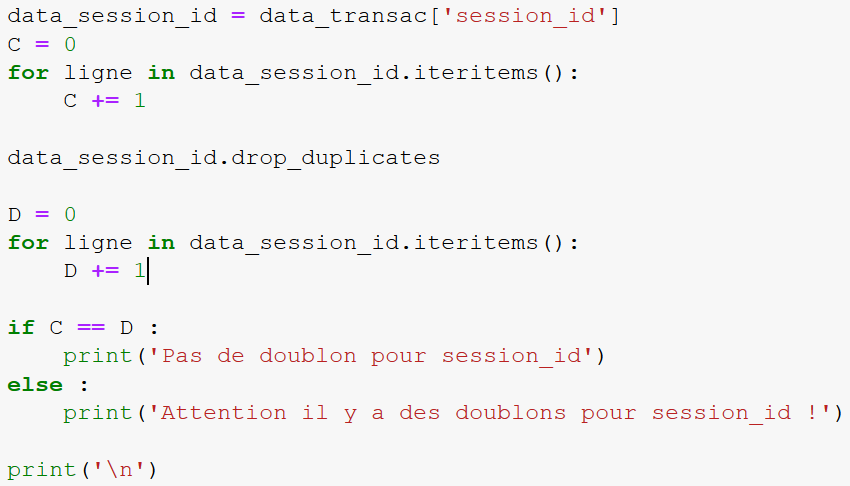 data_session_id = data_transac['session_id']
C = 0
for ligne in data_session_id.iteritems():
    C += 1

data_session_id.drop_duplicates

D = 0
for ligne in data_session_id.iteritems():
    D += 1

if C == D :
    print('Pas de doublon pour session_id')
else :
    print('Attention il y a des doublons pour session_id !')

print('\n')